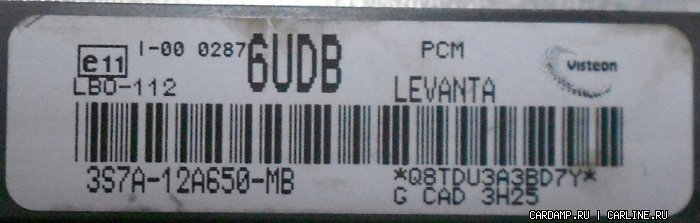 e11 I-00 0287 6UDB PCM Visteon
LBO-112 LEVANTA
3S7A-12A650-MB *Q8TDU3A3BD7Y*
G CAD 3H25
CARDAMP.RU / CARLINE.RU